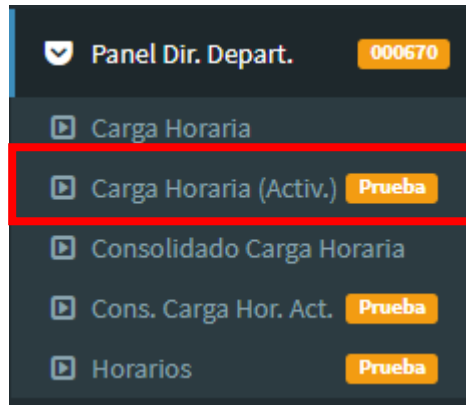 Panel Dir. Depart. 000670
Carga Horaria
Carga Horaria (Activ.) Prueba
Consolidado Carga Horaria
Cons. Carga Hor. Act. Prueba
Horarios Prueba